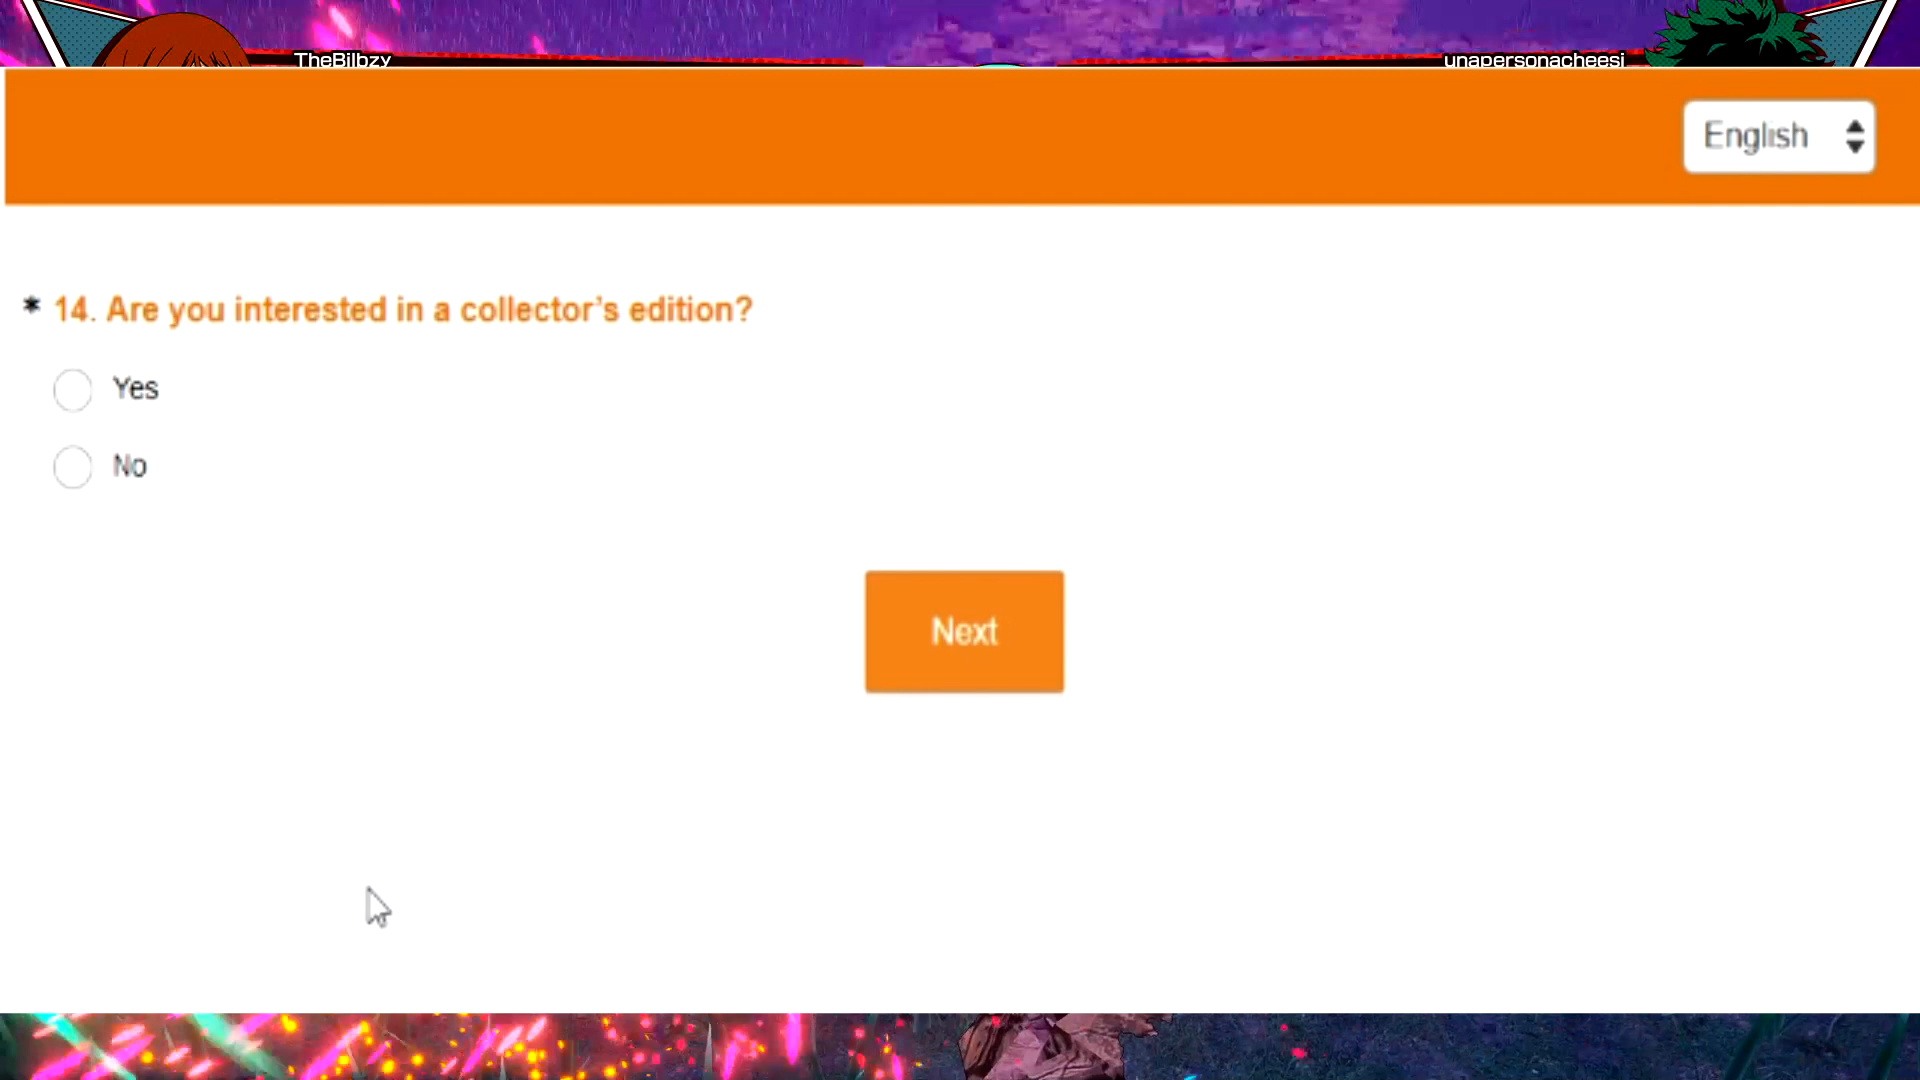 TheBilbzy
unapersonacheesi
English
* 14. Are you interested in a collector's edition?
Yes
No
Next